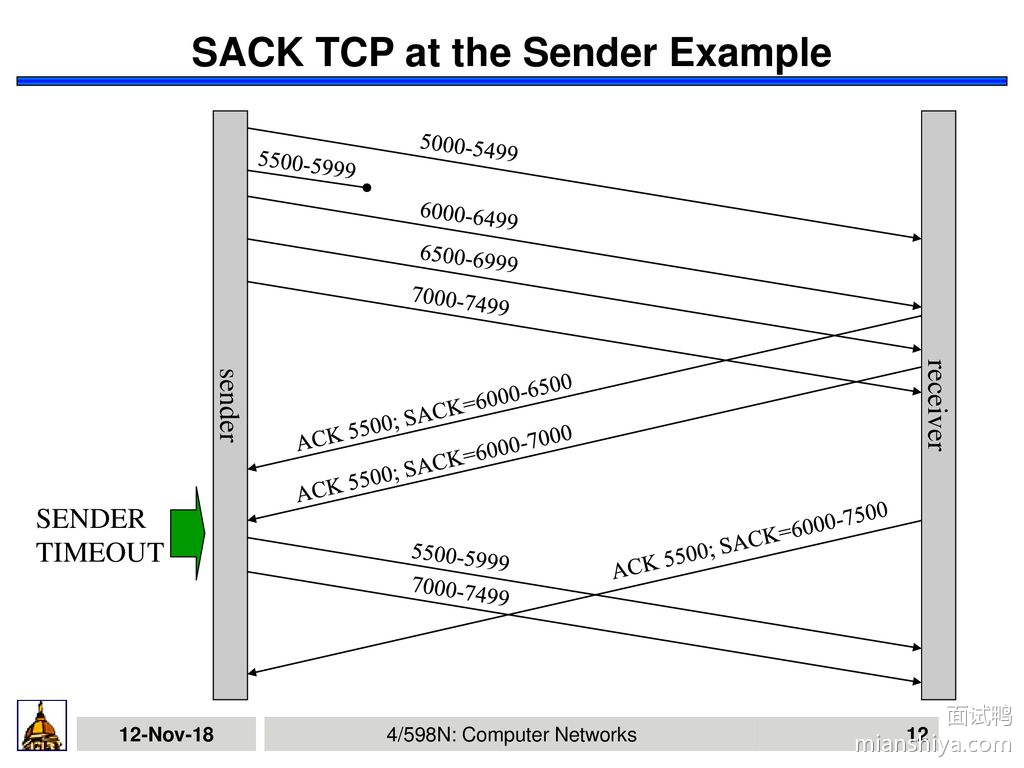 SACK TCP at the Sender Example
5000-5499
5500-5999
6000-6499
6500-6999
7000-7499
sender
receiver
ACK 5500; SACK=6000-6500
ACK 5500; SACK=6000-7000
SENDER
TIMEOUT
ACK 5500; SACK=6000-7500
5500-5999
7000-7499
12-Nov-18
4/598N: Computer Networks
12
面试鸭
mianshiya.com